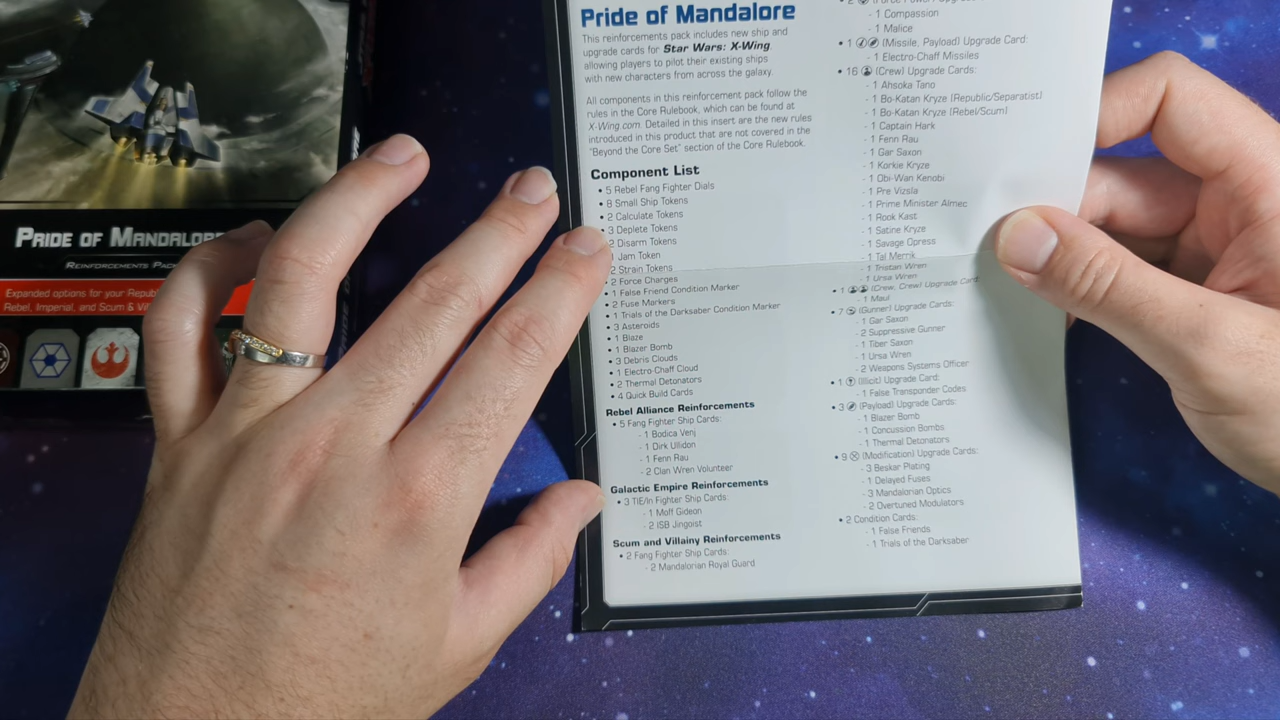 PRIDE OF MANDALORE
REINFORCEMENTS PAC
Expanded options for your Repub
Rebel, Imperial, and Scum & Vil
Pride of Mandalore
This reinforcements pack includes new ship and
upgrade cards for Star Wars: X-Wing
allowing players to pilot their existing ships
with new characters from across the galaxy.
All components in this reinforcement pack follow the
rules in the Core Rulebook, which can be found at
X-Wing.com. Detailed in this insert are the new rules
introduced in this product that are not covered in the
"Beyond the Core Set" section of the Core Rulebook.
Component List
• 5 Rebel Fang Fighter Dials
• 8 Small Ship Tokens
• 2 Calculate Tokens
• 3 Deplete Tokens
2 Disarm Tokens
Jam Token
2 Strain Tokens
• 2 Force Charges
• 1 False Friend Condition Marker
• 2 Fuse Markers
• 1 Trials of the Darksaber Condition Marker
• 3 Asteroids
• 1 Blaze
• 1 Blazer Bomb
• 3 Debris Clouds
• 1 Electro-Chaff Cloud
• 2 Thermal Detonators
• 4 Quick Build Cards
Rebel Alliance Reinforcements
• 5 Fang Fighter Ship Cards:
- 1 Bodica Venj
- 1 Dirk Ullidon
- 1 Fenn Rau
- 2 Clan Wren Volunteer
Galactic Empire Reinforcements
• 3 TIE/ln Fighter Ship Cards:
- 1 Moff Gideon
- 2 ISB Jingoist
Scum and Villainy Reinforcements
• 2 Fang Fighter Ship Cards:
- 2 Mandalorian Royal Guard
- 1 Compassion
- 1 Malice
• 1 (Missile, Payload) Upgrade Card:
- 1 Electro-Chaff Missiles
• 16 (Crew) Upgrade Cards:
- 1 Ahsoka Tano
- 1 Bo-Katan Kryze (Republic/Separatist)
- 1 Bo-Katan Kryze (Rebel/Scum)
- 1 Captain Hark
- 1 Fenn Rau
- 1 Gar Saxon
- 1 Korkie Kryze
- 1 Obi-Wan Kenobi
- 1 Pre Vizsla
- 1 Prime Minister Almec
- 1 Rook Kast
- 1 Satine Kryze
- 1 Savage Opress
- 1 Tal Merrik
- 1 Tristan Wren
- 1 Ursa Wren
• 1 (Crew, Crew) Upgrade Card
- 1 Maul
• 7 (Gunner) Upgrade Cards:
- 1 Gar Saxon
- 2 Suppressive Gunner
- 1 Tiber Saxon
- 1 Ursa Wren
- 2 Weapons Systems Officer
• 1 (Illicit) Upgrade Card:
- 1 False Transponder Codes
• 3 (Payload) Upgrade Cards:
- 1 Blazer Bomb
- 1 Concussion Bombs
- 1 Thermal Detonators
• 9 (Modification) Upgrade Cards:
- 3 Beskar Plating
- 1 Delayed Fuses
- 3 Mandalorian Optics
- 2 Overtuned Modulators
• 2 Condition Cards:
- 1 False Friends
- 1 Trials of the Darksaber